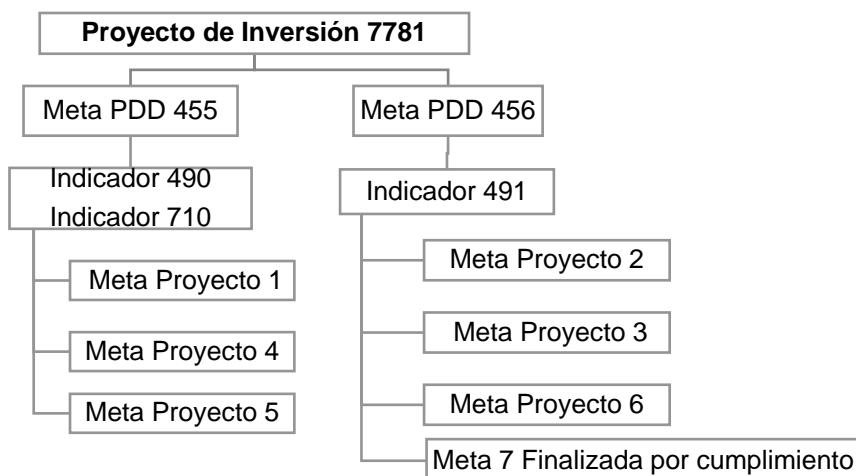 Proyecto de Inversión 7781
Meta PDD 455
Meta PDD 456
Indicador 490
Indicador 710
Indicador 491
Meta Proyecto 1
Meta Proyecto 4
Meta Proyecto 5
Meta Proyecto 2
Meta Proyecto 3
Meta Proyecto 6
Meta 7 Finalizada por cumplimiento